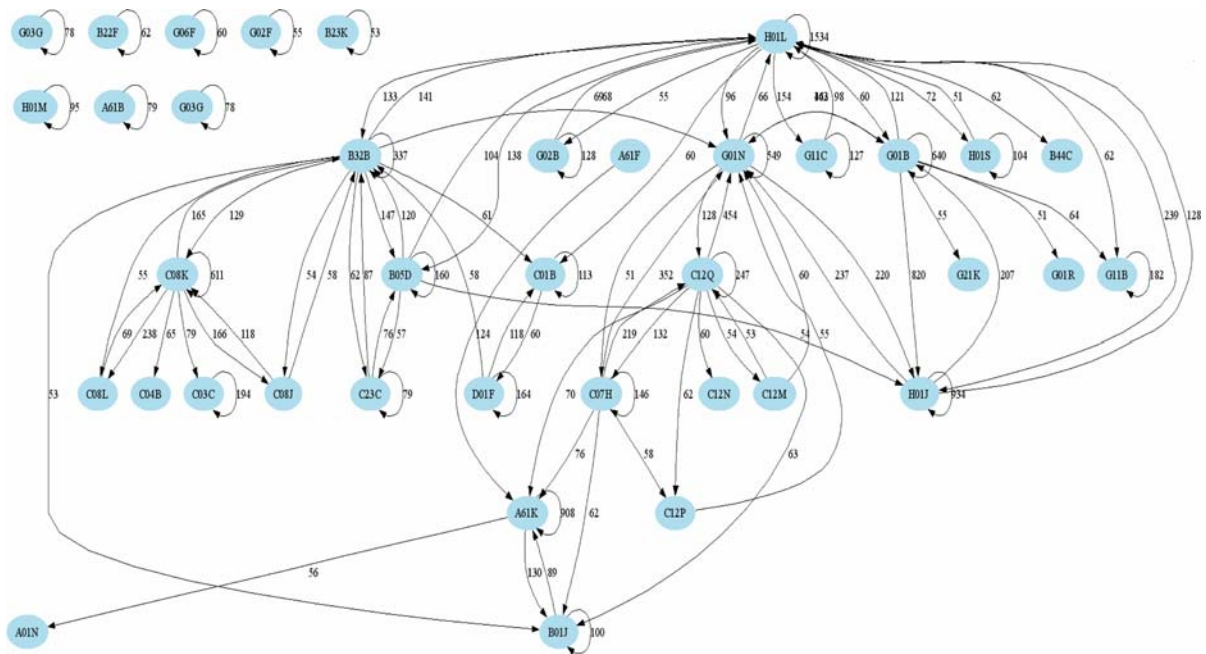 G03G 78 B22F 62 G06F 60 G02F 55 B23K 53 H01L 1534
H01M 95 A61B 79 G03G 78
133 141 6968 55 96 66 154 98 60 121 72 51 62
B32B 337 104 138 G02B 128 A61F 60 G01N 549 G11C 127 G01B 640 H01S 104 B44C 62
165 129 147 120 61 128 454 55 51 64 239 128
55 C08K 611 54 58 62 87 B05D 160 58 C01B 113 51 352 C12Q 247 60 237 220 820 G21K 207 G01R G11B 182
69 238 65 79 166 118 76 57 124 118 60 219 132 60 54 53 54 55
53 C08L C04B C03C 194 C08J C23C 79 D01F 164 70 C07H 146 62 C12N C12M H01J 934
76 58 63
A61K 908 62 C12P
56 130 89
A01N B01J 100